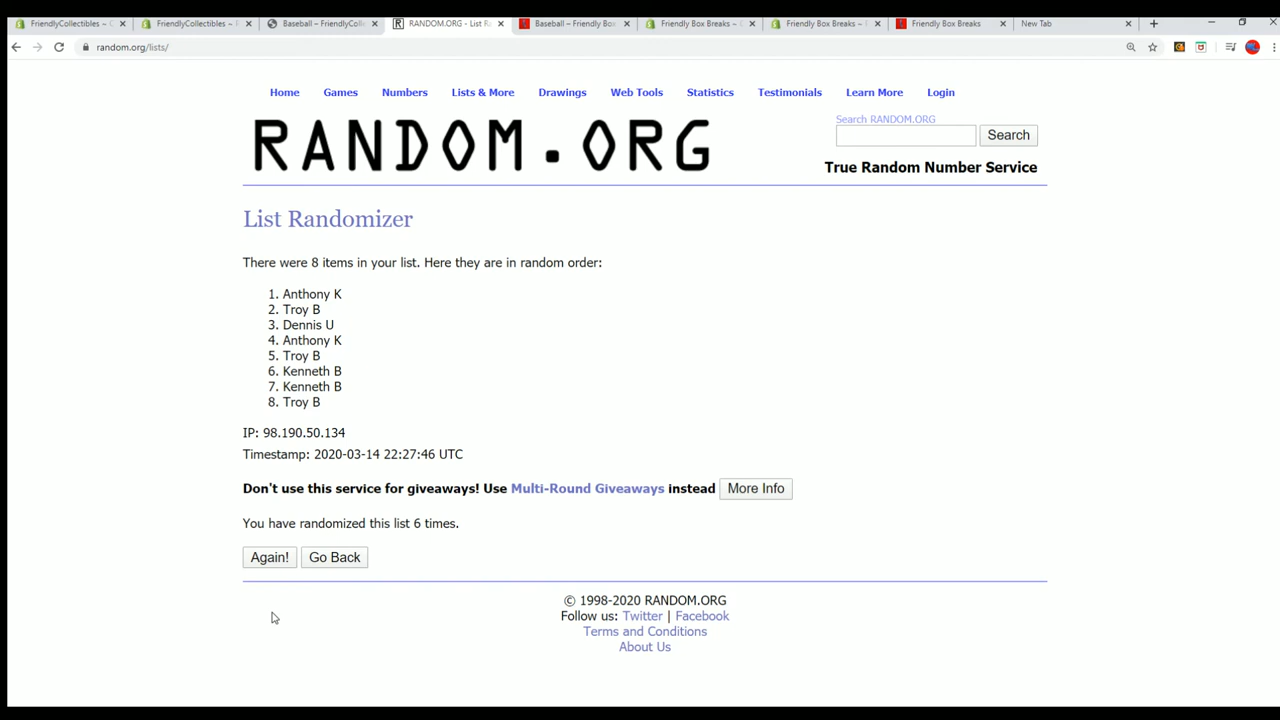 FriendlyCollectibles ~ C
FriendlyCollectibles ~ R
Baseball – FriendlyColle
RANDOM.ORG - List Ra
Baseball – Friendly Box
Friendly Box Breaks ~ C
Friendly Box Breaks ~ I
Friendly Box Breaks
New Tab
random.org/lists/
Home
Games
Numbers
Lists & More
Drawings
Web Tools
Statistics
Testimonials
Learn More
Login
RANDOM.ORG
Search RANDOM.ORG
Search
True Random Number Service
List Randomizer
There were 8 items in your list. Here they are in random order:
1. Anthony K
2. Troy B
3. Dennis U
4. Anthony K
5. Troy B
6. Kenneth B
7. Kenneth B
8. Troy B
IP: 98.190.50.134
Timestamp: 2020-03-14 22:27:46 UTC
Don't use this service for giveaways! Use Multi-Round Giveaways instead More Info
You have randomized this list 6 times.
Again! Go Back
© 1998-2020 RANDOM.ORG
Follow us: Twitter | Facebook
Terms and Conditions
About Us